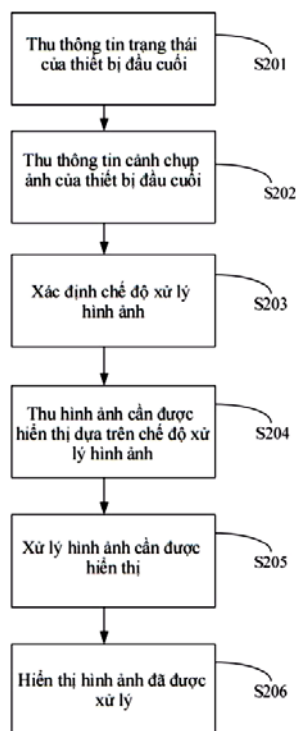 Thu thông tin trạng thái
của thiết bị đầu cuối
S201
Thu thông tin cảnh chụp
ảnh của thiết bị đầu cuối
S202
Xác định chế độ xử lý
hình ảnh
S203
Thu hình ảnh cần được
hiển thị dựa trên chế độ xử
lý hình ảnh
S204
Xử lý hình ảnh cần được
hiển thị
S205
Hiển thị hình ảnh đã được
xử lý
S206